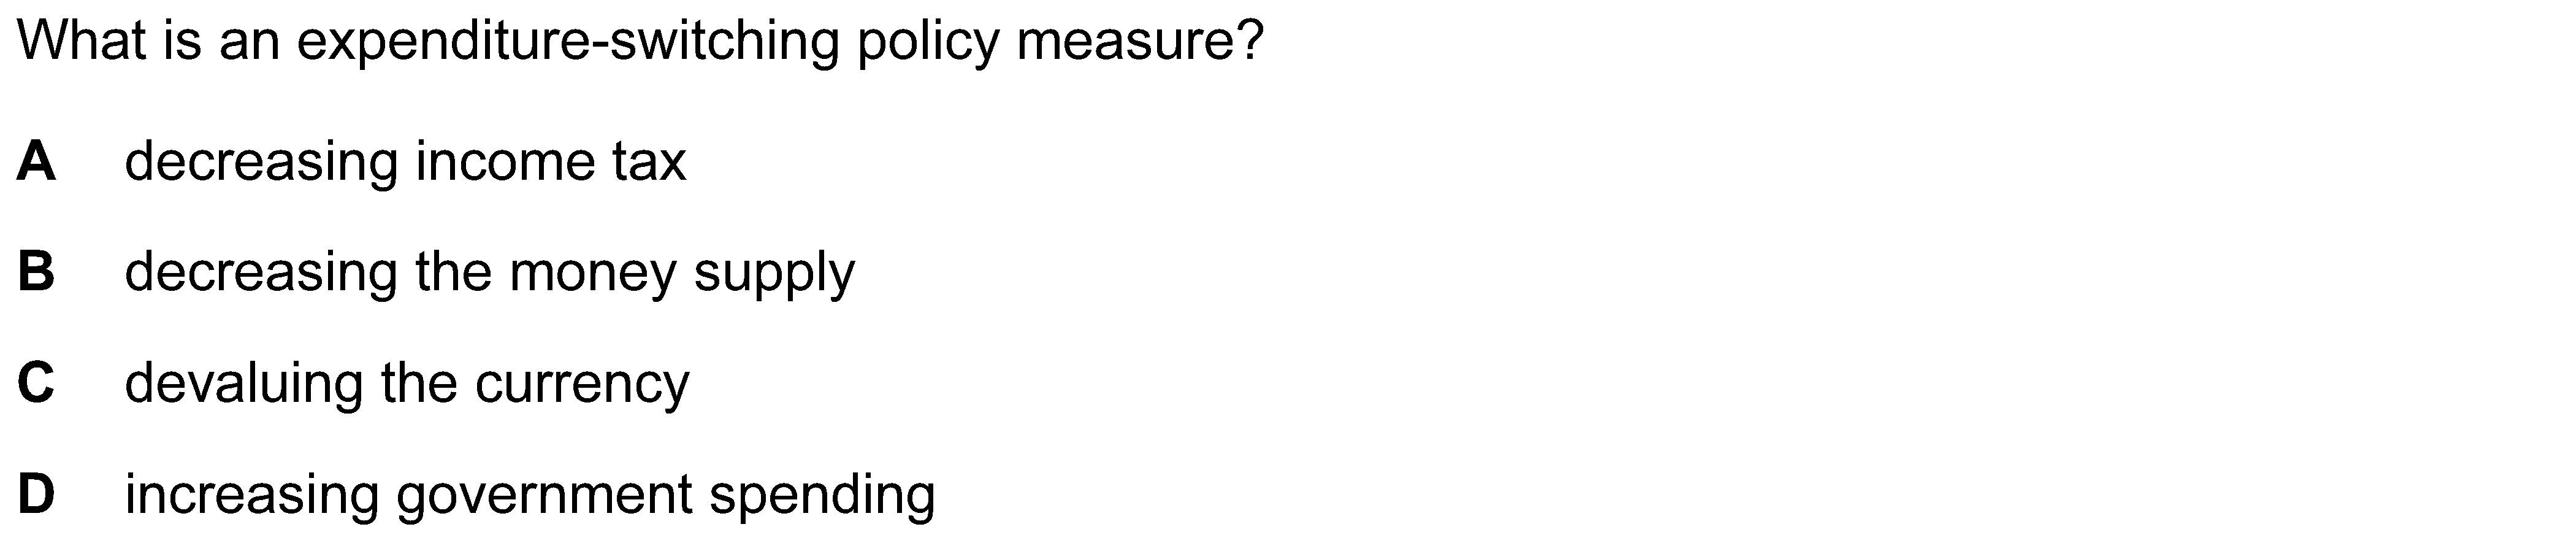 What is an expenditure-switching policy measure?
A decreasing income tax
B decreasing the money supply
C devaluing the currency
D increasing government spending